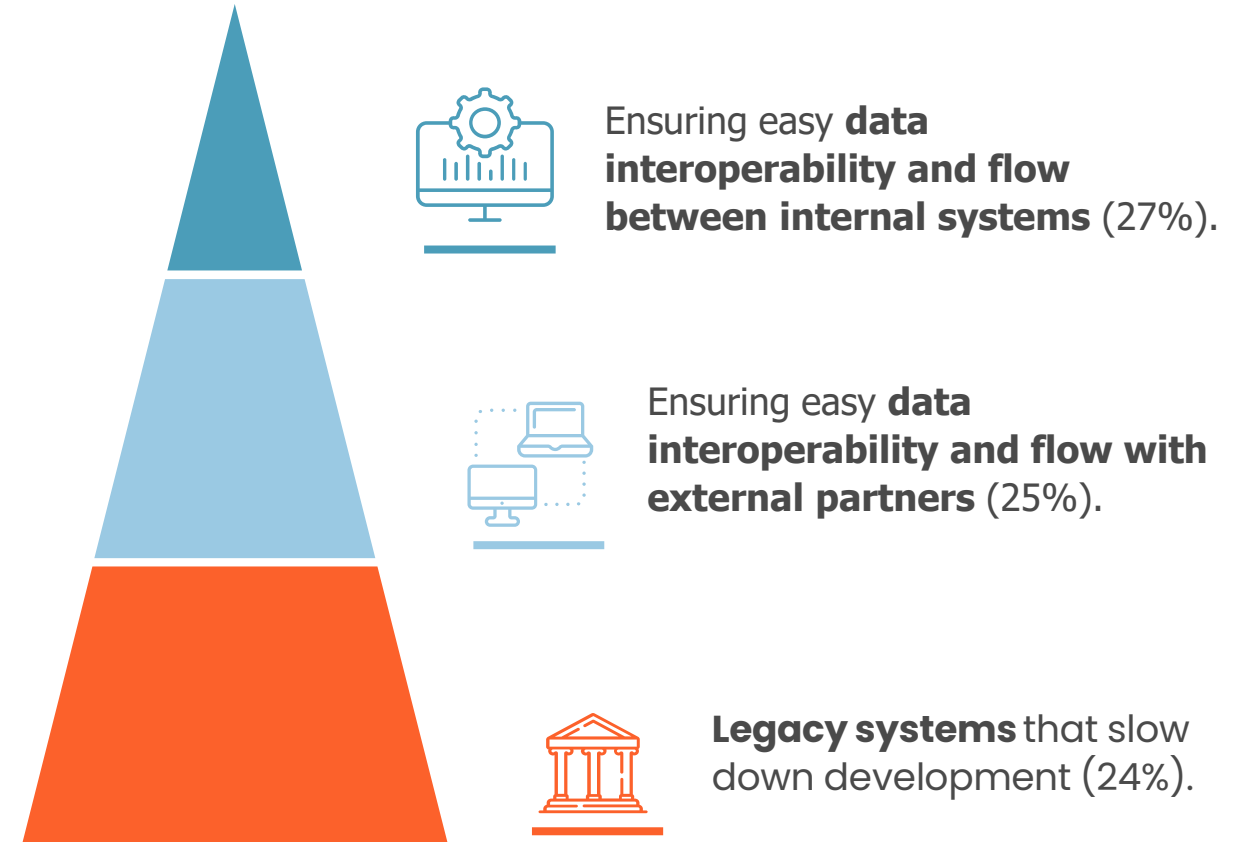 Ensuring easy data
interoperability and flow
between internal systems (27%).
Ensuring easy data
interoperability and flow with
external partners (25%).
Legacy systems that slow
down development (24%).